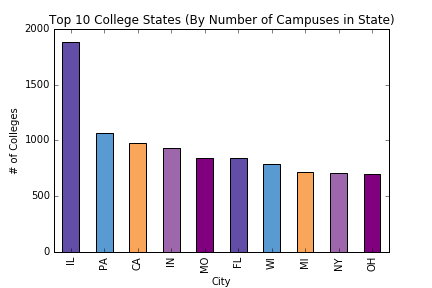 Top 10 College States (By Number of Campuses in State)
2000
1500
1000
500
0
# of Colleges
IL
PA
CA
IN
MO
FL
WI
MI
NY
OH
City